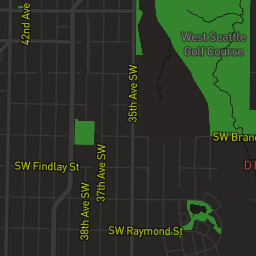 42nd Ave
West Seattle
Golf Course
35th Ave SW
SW Bran
SW Findlay St
D
37th Ave SW
38th Ave SW
SW Raymond St